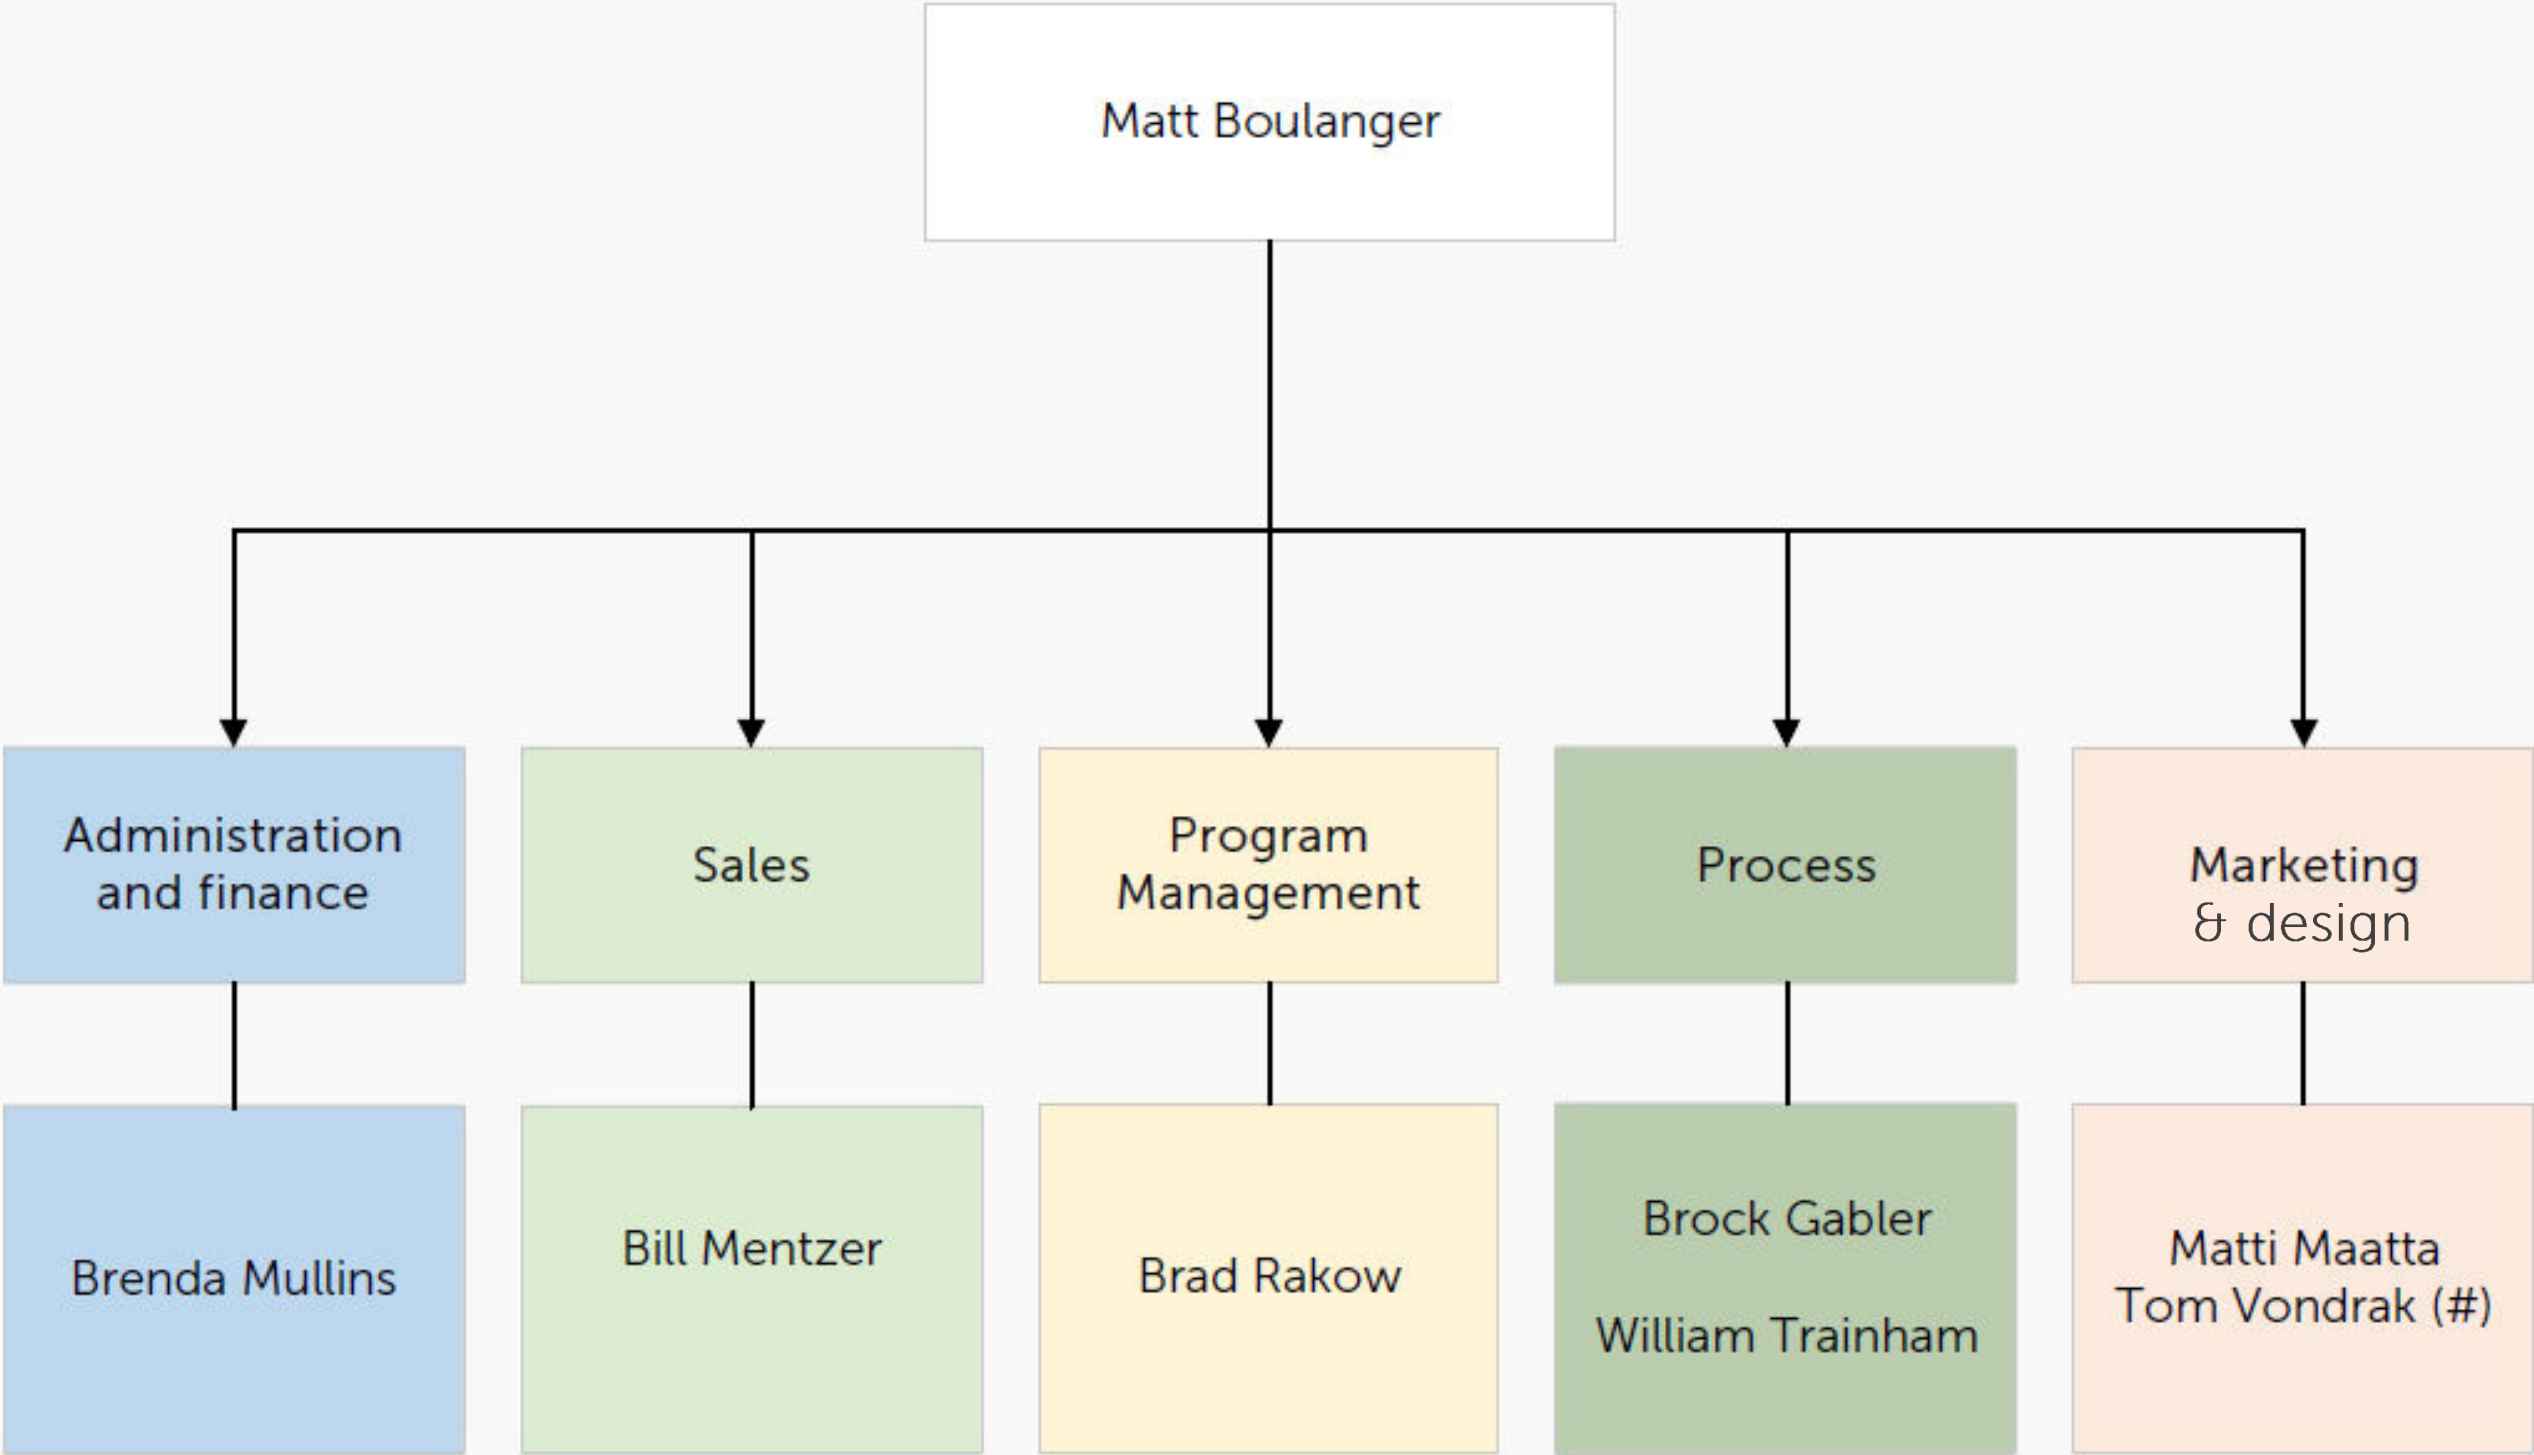 Matt Boulanger
Administration
and finance
Sales
Program
Management
Process
Marketing
& design
Brenda Mullins
Bill Mentzer
Brad Rakow
Brock Gabler
William Trainham
Matti Maatta
Tom Vondrak (#)